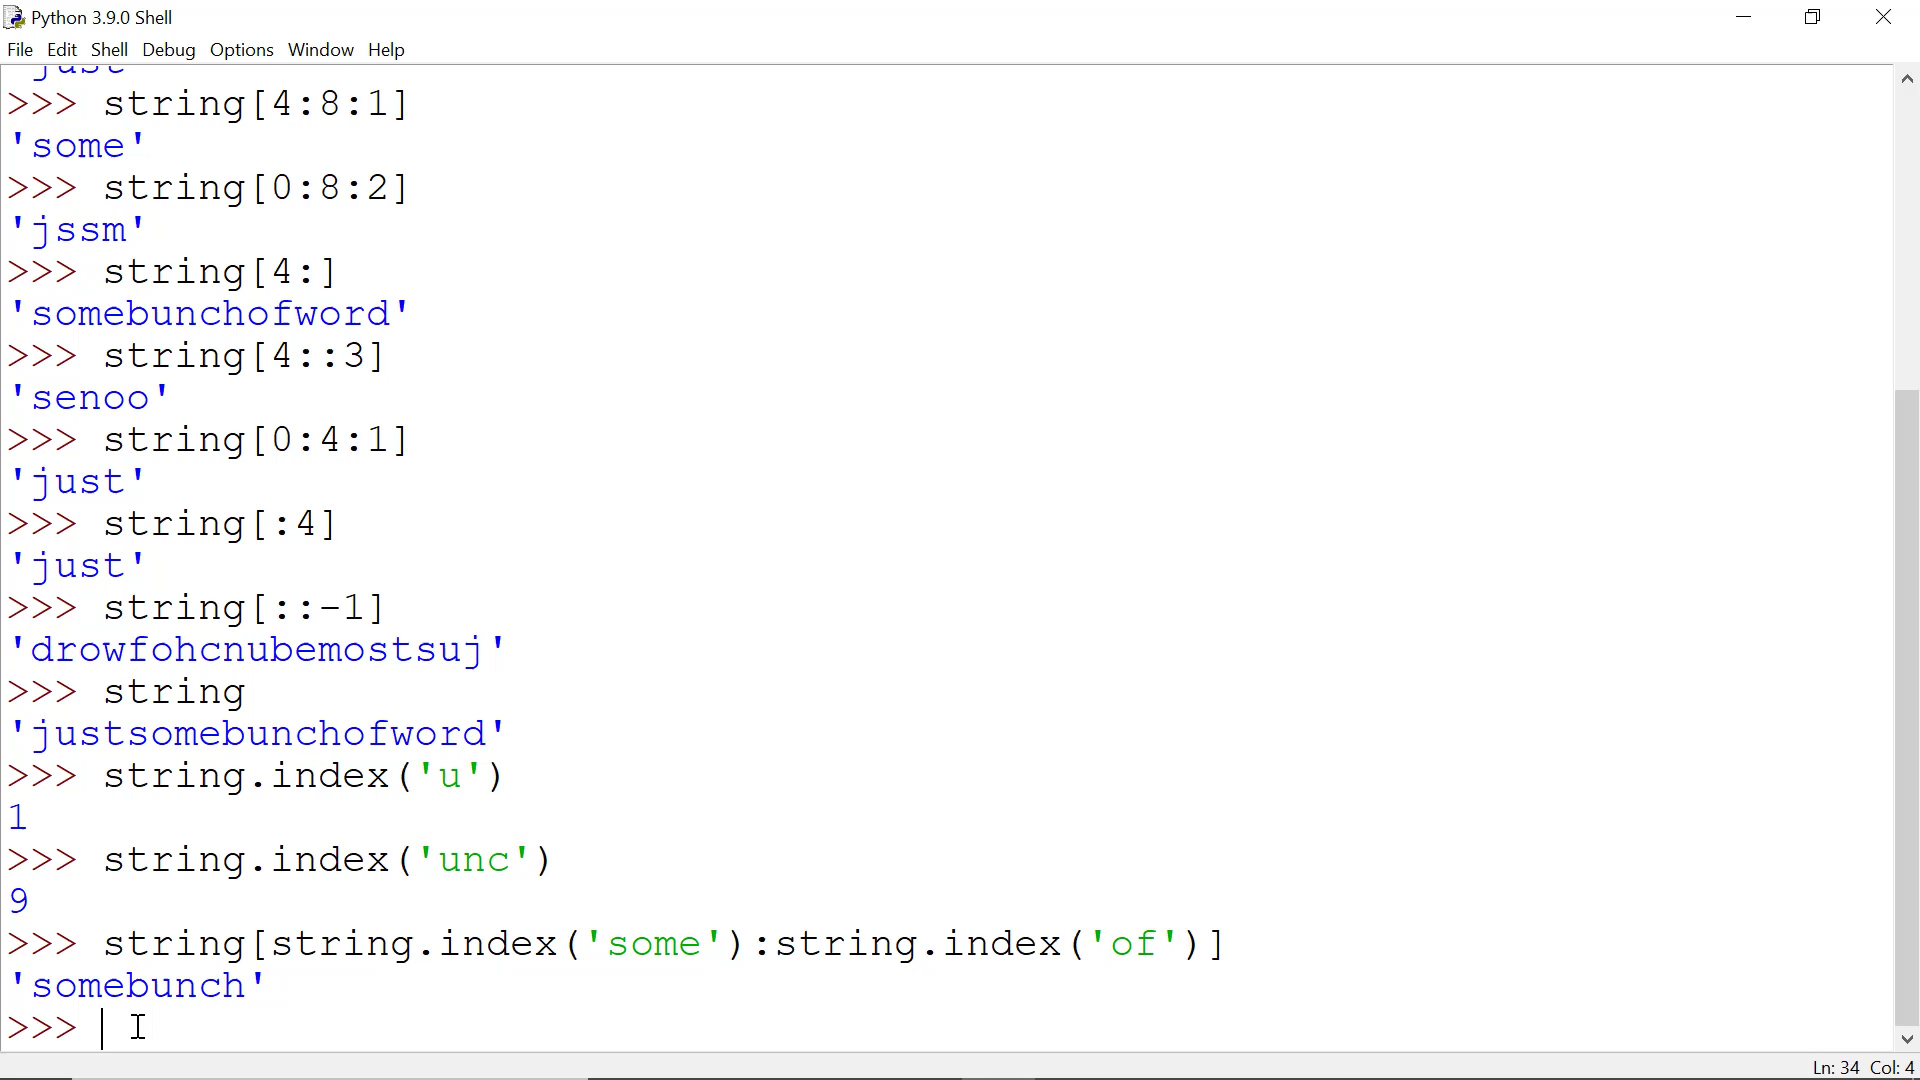 Python 3.9.0 Shell
File Edit Shell Debug Options Window Help
'just'
>>> string[4:8:1]
'some'
>>> string[0:8:2]
'jssm'
>>> string[4:]
'somebunchofword'
>>> string[4::3]
'senoo'
>>> string[0:4:1]
'just'
>>> string[:4]
'just'
>>> string[::-1]
'drowfohcnubemostsuj'
>>> string
'justsomebunchofword'
>>> string.index('u')
1
>>> string.index('unc')
9
>>> string[string.index('some'):string.index('of')]
'somebunch'
>>>
Ln: 34 Col: 4